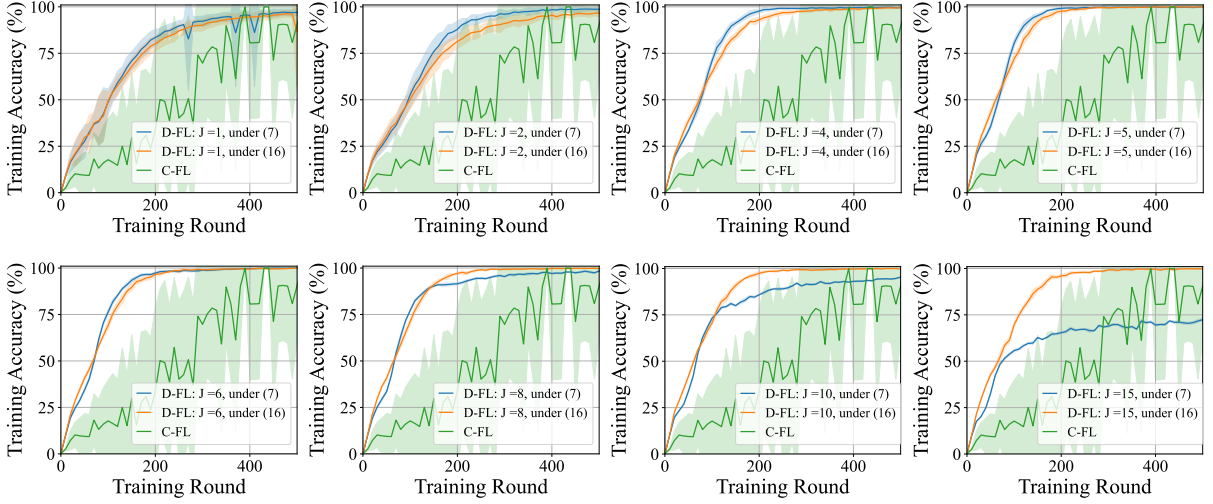 Training Accuracy (%)
100
75
50
25
0
D-FL: J =1, under (7)
D-FL: J =1, under (16)
C-FL
0 200 400
Training Round
Training Accuracy (%)
100
75
50
25
0
D-FL: J =2, under (7)
D-FL: J =2, under (16)
C-FL
0 200 400
Training Round
Training Accuracy (%)
100
75
50
25
0
D-FL: J =4, under (7)
D-FL: J =4, under (16)
C-FL
0 200 400
Training Round
Training Accuracy (%)
100
75
50
25
0
D-FL: J =5, under (7)
D-FL: J =5, under (16)
C-FL
0 200 400
Training Round
Training Accuracy (%)
100
75
50
25
0
D-FL: J =6, under (7)
D-FL: J =6, under (16)
C-FL
0 200 400
Training Round
Training Accuracy (%)
100
75
50
25
0
D-FL: J =8, under (7)
D-FL: J =8, under (16)
C-FL
0 200 400
Training Round
Training Accuracy (%)
100
75
50
25
0
D-FL: J =10, under (7)
D-FL: J =10, under (16)
C-FL
0 200 400
Training Round
Training Accuracy (%)
100
75
50
25
0
D-FL: J =15, under (7)
D-FL: J =15, under (16)
C-FL
0 200 400
Training Round